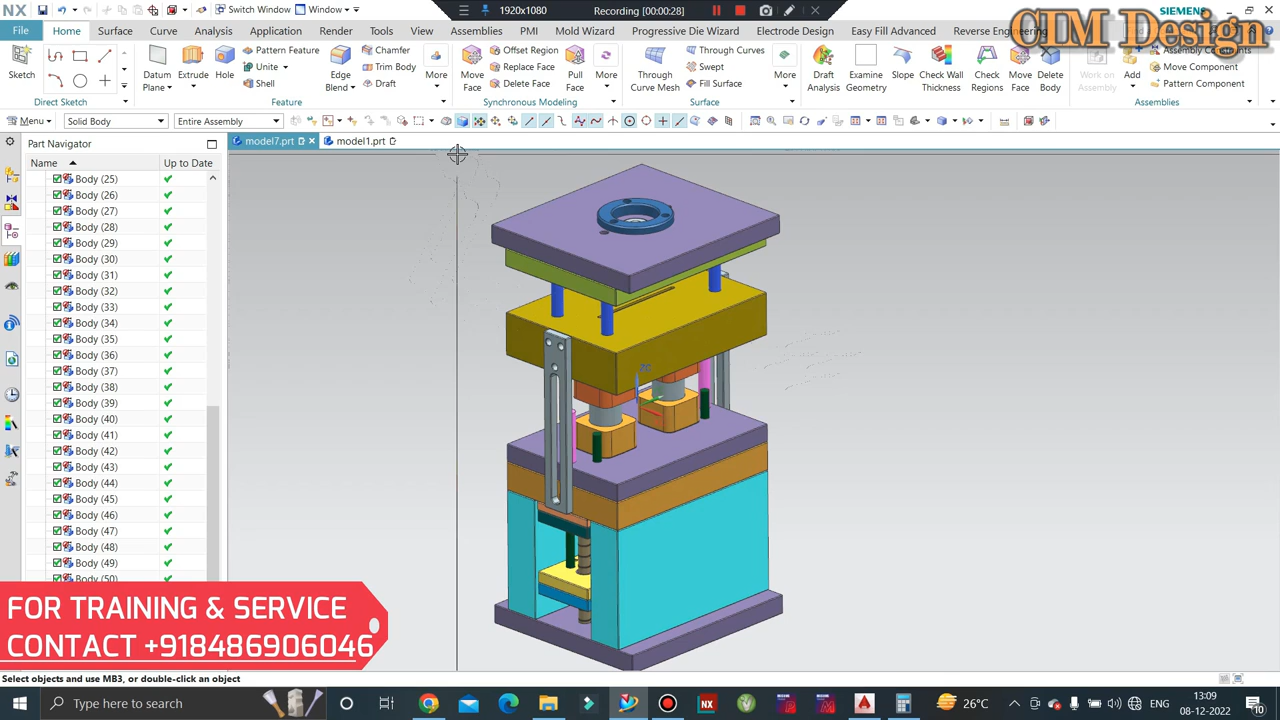 NX
Switch Window
Window
1920x1080
Recording [00:00:28]
SIEMENS
CIM Design
File
Home
Surface
Curve
Analysis
Application
Render
Tools
View
Assemblies
PMI
Mold Wizard
Progressive Die Wizard
Electrode Design
Easy Fill Advanced
Reverse Engineering
Sketch
Direct Sketch
Datum Plane
Extrude
Hole
Pattern Feature
Unite
Shell
Edge Blend
Chamfer
Trim Body
Draft
More
Feature
Move Face
Offset Region
Replace Face
Delete Face
Pull Face
More
Synchronous Modeling
Through Curve Mesh
Through Curves
Swept
Fill Surface
More
Surface
Draft Analysis
Examine Geometry
Slope
Check Wall Thickness
Check Regions
Move Face
Delete Body
Work on Assembly
Add
Assembly Constraints
Move Component
Pattern Component
Assemblies
Menu
Solid Body
Entire Assembly
Part Navigator
model7.prt
model1.prt
Name
Up to Date
Body (25)
Body (26)
Body (27)
Body (28)
Body (29)
Body (30)
Body (31)
Body (32)
Body (33)
Body (34)
Body (35)
Body (36)
Body (37)
Body (38)
Body (39)
Body (40)
Body (41)
Body (42)
Body (43)
Body (44)
Body (45)
Body (46)
Body (47)
Body (48)
Body (49)
Body (50)
FOR TRAINING & SERVICE
CONTACT +918486906046
Select objects and use MB3, or double-click an object
Type here to search
NX
26°C
ENG
13:09
08-12-2022